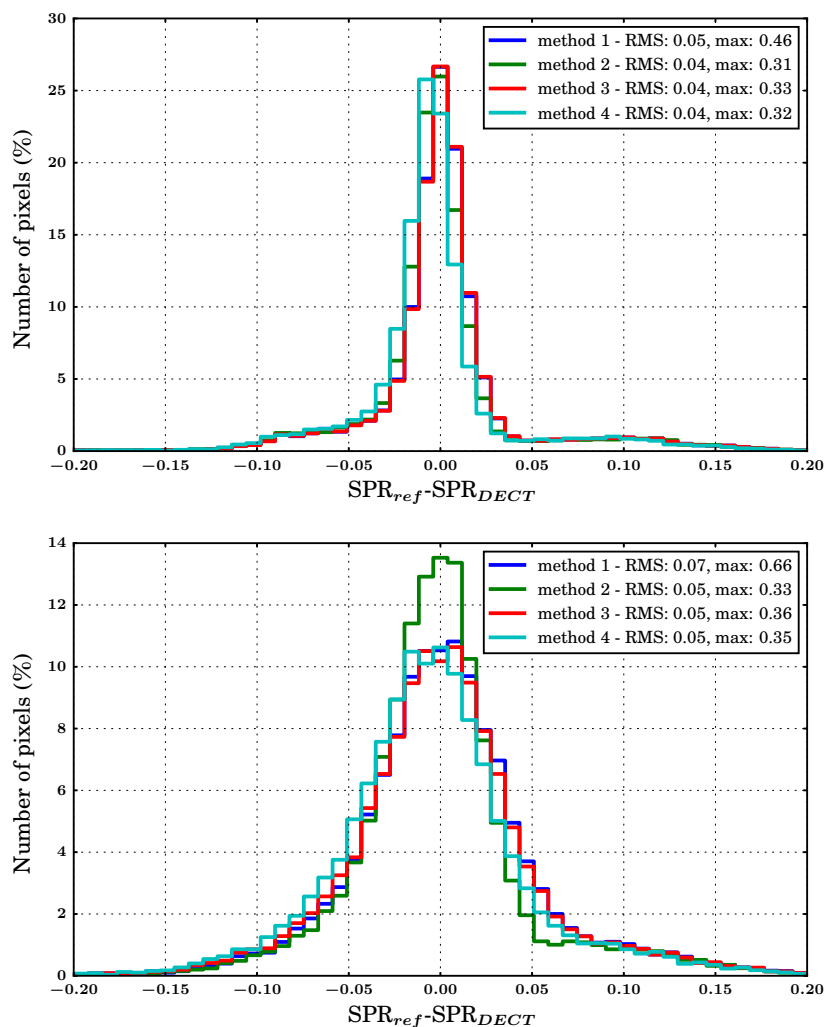 30
25
20
15
10
5
0
Number of pixels (%)
method 1 - RMS: 0.05, max: 0.46
method 2 - RMS: 0.04, max: 0.31
method 3 - RMS: 0.04, max: 0.33
method 4 - RMS: 0.04, max: 0.32
−0.20 −0.15 −0.10 −0.05 0.00 0.05 0.10 0.15 0.20
SPRref-SPRDECT
14
12
10
8
6
4
2
0
Number of pixels (%)
method 1 - RMS: 0.07, max: 0.66
method 2 - RMS: 0.05, max: 0.33
method 3 - RMS: 0.05, max: 0.36
method 4 - RMS: 0.05, max: 0.35
−0.20 −0.15 −0.10 −0.05 0.00 0.05 0.10 0.15 0.20
SPRref-SPRDECT